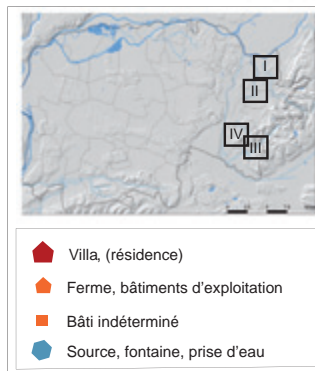 I
II
IV
III
Villa, (résidence)
Ferme, bâtiments d'exploitation
Bâti indéterminé
Source, fontaine, prise d'eau